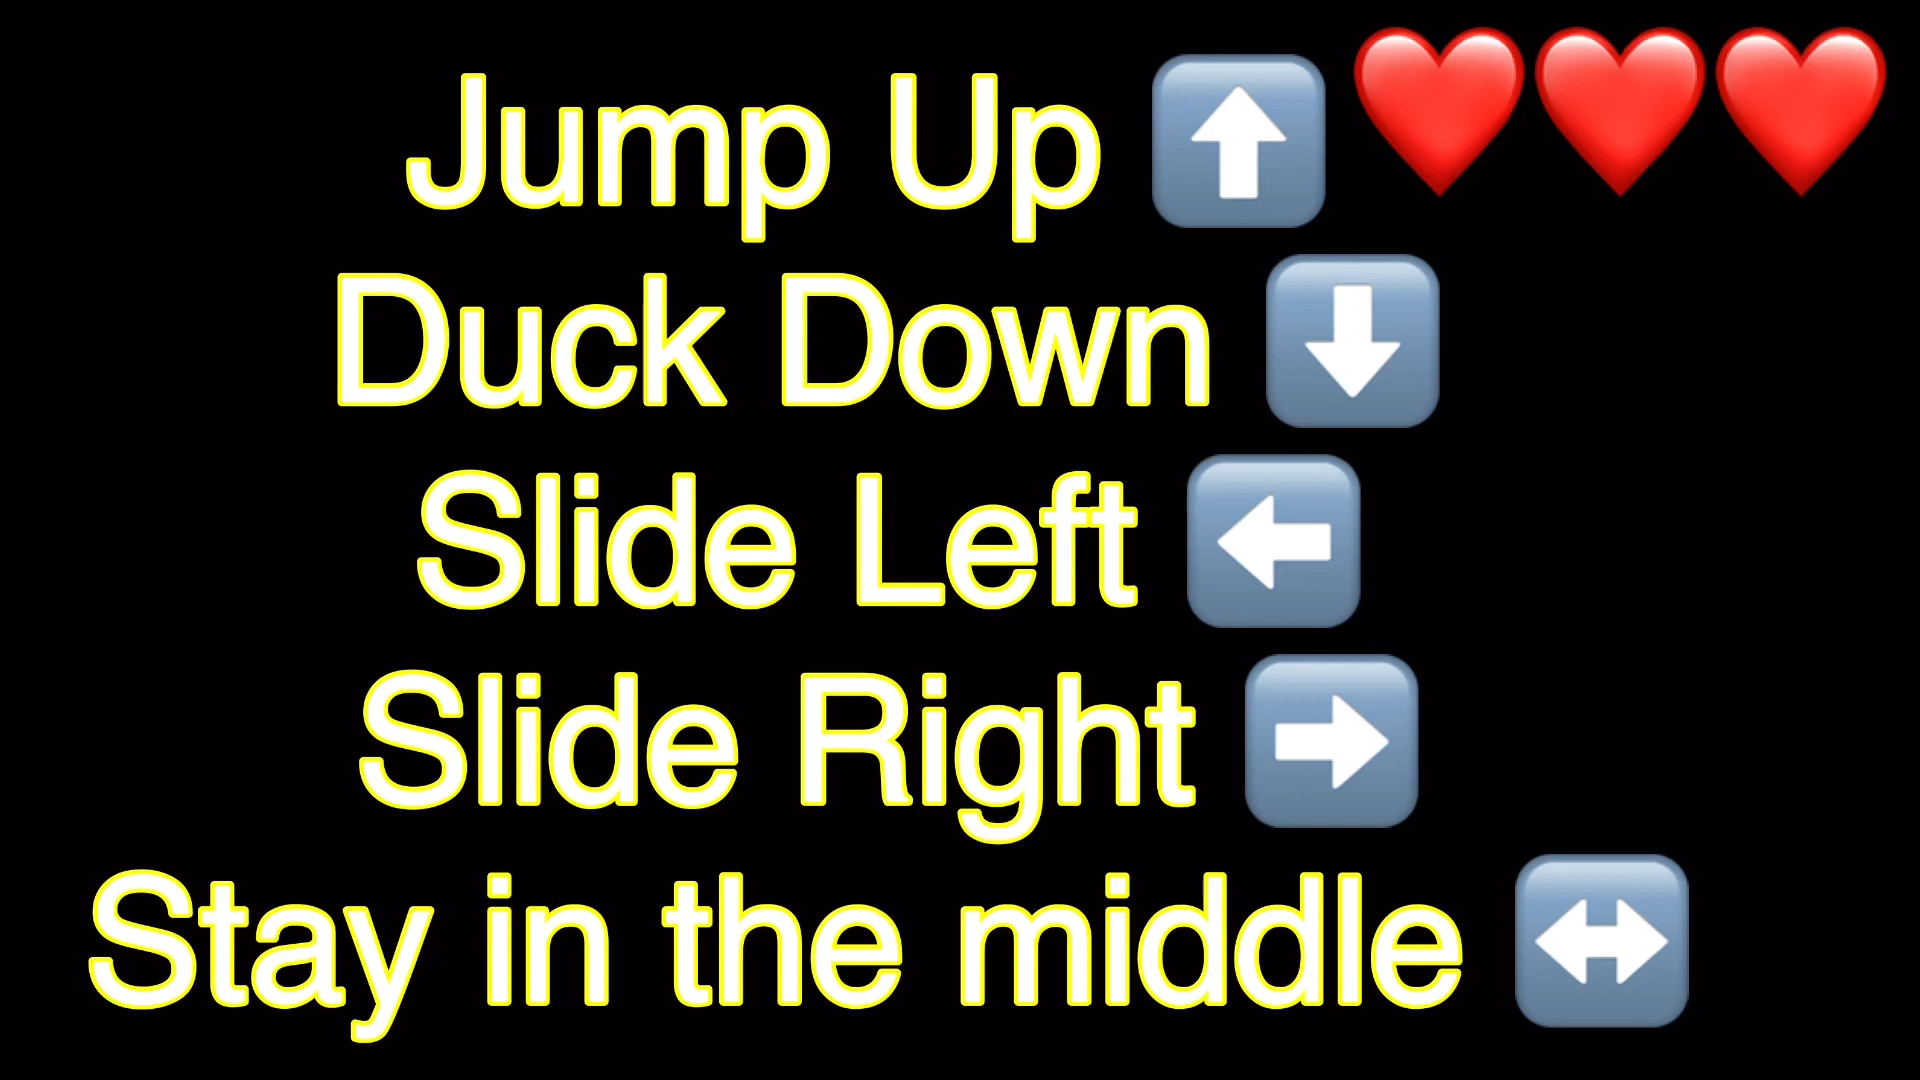 Jump Up ⬆️❤️❤️❤️
Duck Down ⬇️
Slide Left ⬅️
Slide Right ➡️
Stay in the middle ↔️